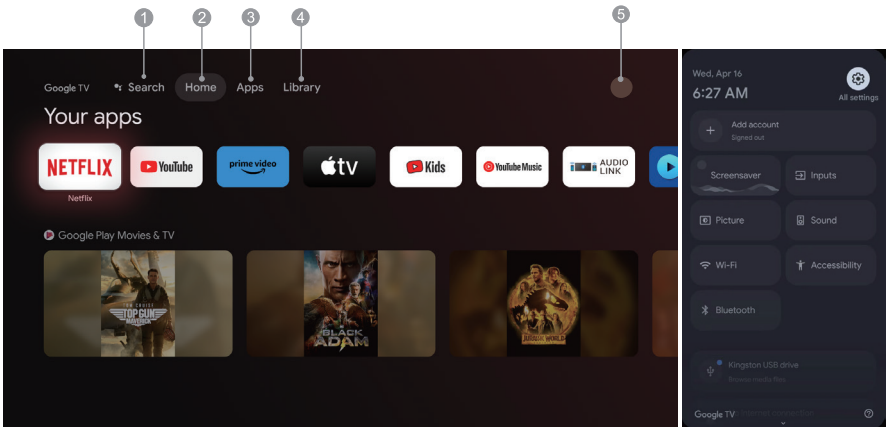 1 2 3 4 5
Google TV Search Home Apps Library
Your apps
NETFLIX YouTube prime video tv Kids YouTube Music AUDIO LINK
Netflix
Google Play Movies & TV
TOM CRUISE
TOP GUN
MAVERICK
BLACK ADAM
JURASSIC WORLD
Wed, Apr 16
6:27 AM
All settings
Add account
Signed out
Screensaver Inputs
Picture Sound
Wi-Fi Accessibility
Bluetooth
Kingston USB drive
Browse media files
Google TV